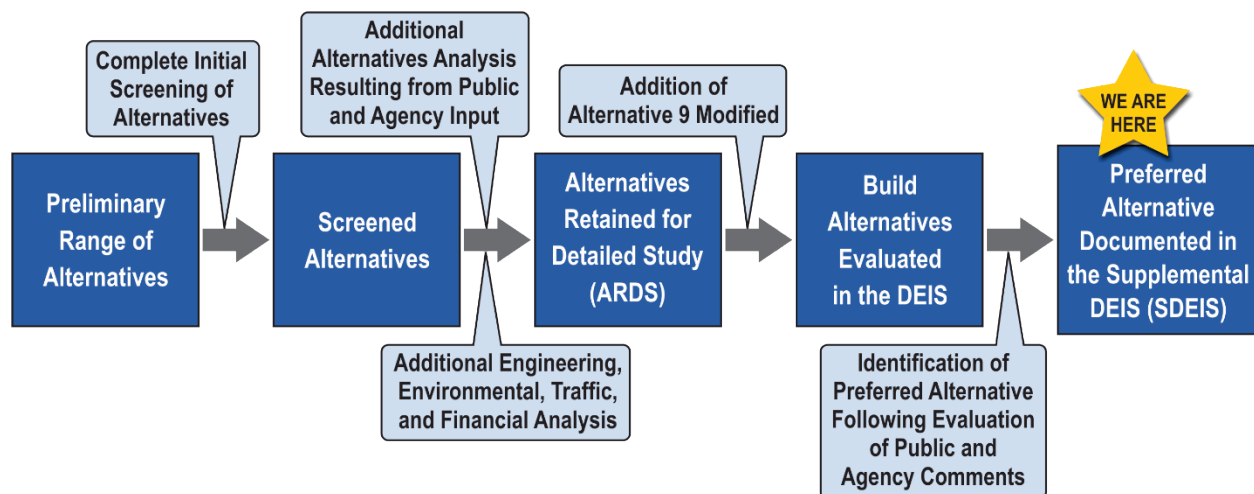 Complete Initial
Screening of
Alternatives
Additional
Alternatives Analysis
Resulting from Public
and Agency Input
Addition of
Alternative 9 Modified
WE ARE
HERE
Preliminary
Range of
Alternatives
Screened
Alternatives
Alternatives
Retained for
Detailed Study
(ARDS)
Build
Alternatives
Evaluated
in the DEIS
Preferred
Alternative
Documented in
the Supplemental
DEIS (SDEIS)
Additional Engineering,
Environmental, Traffic,
and Financial Analysis
Identification of
Preferred Alternative
Following Evaluation
of Public and
Agency Comments